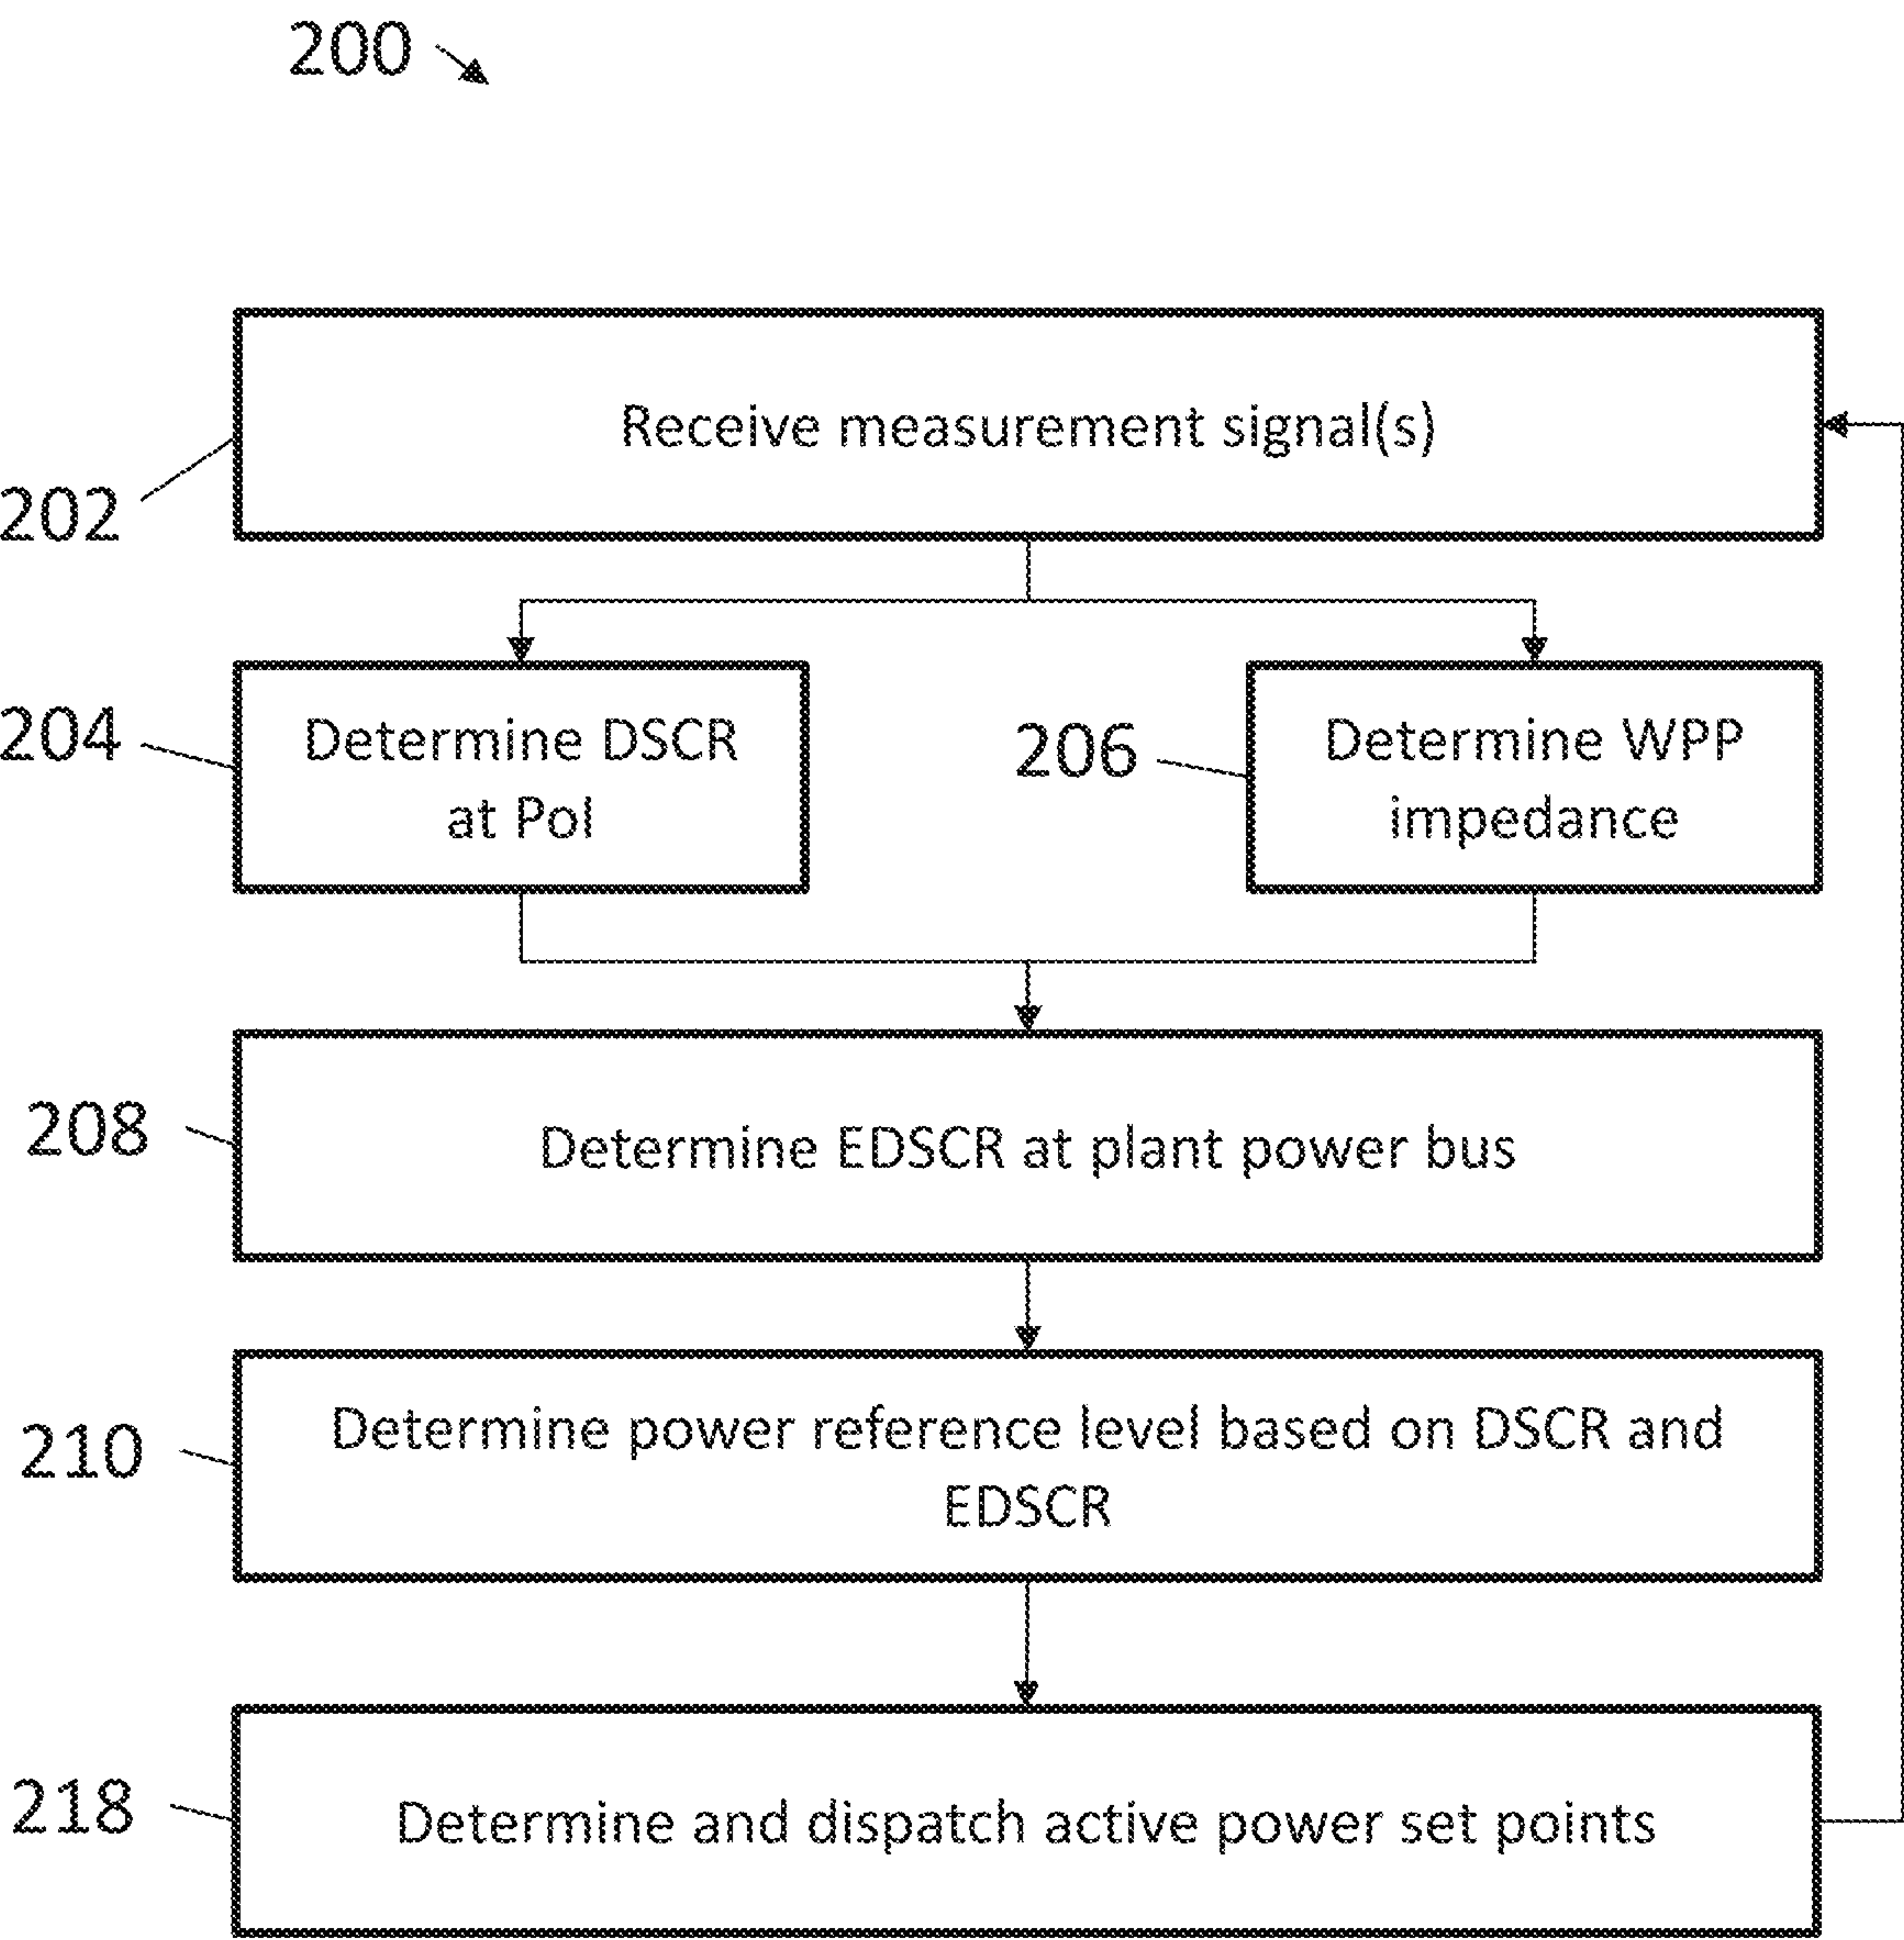 200
Receive measurement signal(s)
202
204
Determine DSCR
at PoI
206
Determine WPP
impedance
208
Determine EDSCR at plant power bus
210
Determine power reference level based on DSCR and
EDSCR
218
Determine and dispatch active power set points